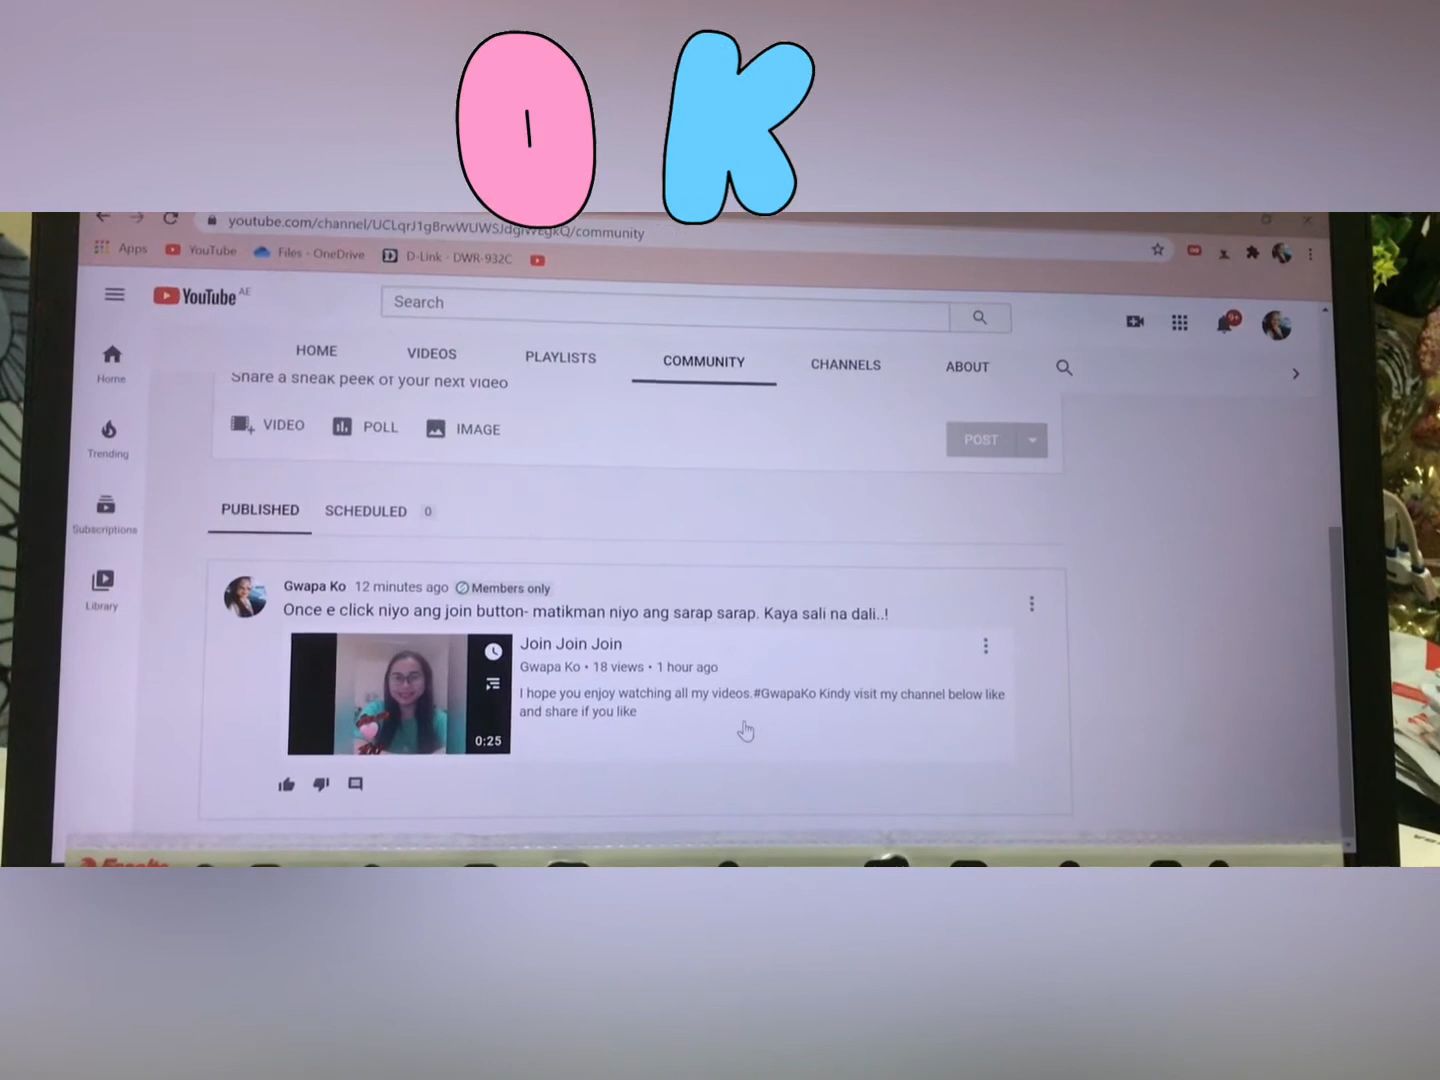 OK
youtube.com/channel/ /community
Apps YouTube Files - OneDrive D-Link - DWR-932C
YouTube AE
Search
9+
HOME VIDEOS PLAYLISTS COMMUNITY CHANNELS ABOUT
Home
Share a sneak peek of your next video
VIDEO POLL IMAGE
POST
Trending
PUBLISHED SCHEDULED 0
Subscriptions
Library
Gwapa Ko 12 minutes ago Members only
Once e click niyo ang join button- matikman niyo ang sarap sarap. Kaya sali na dali..!
Join Join Join
Gwapa Ko • 18 views • 1 hour ago
I hope you enjoy watching all my videos.#GwapaKo Kindy visit my channel below like
and share if you like
0:25